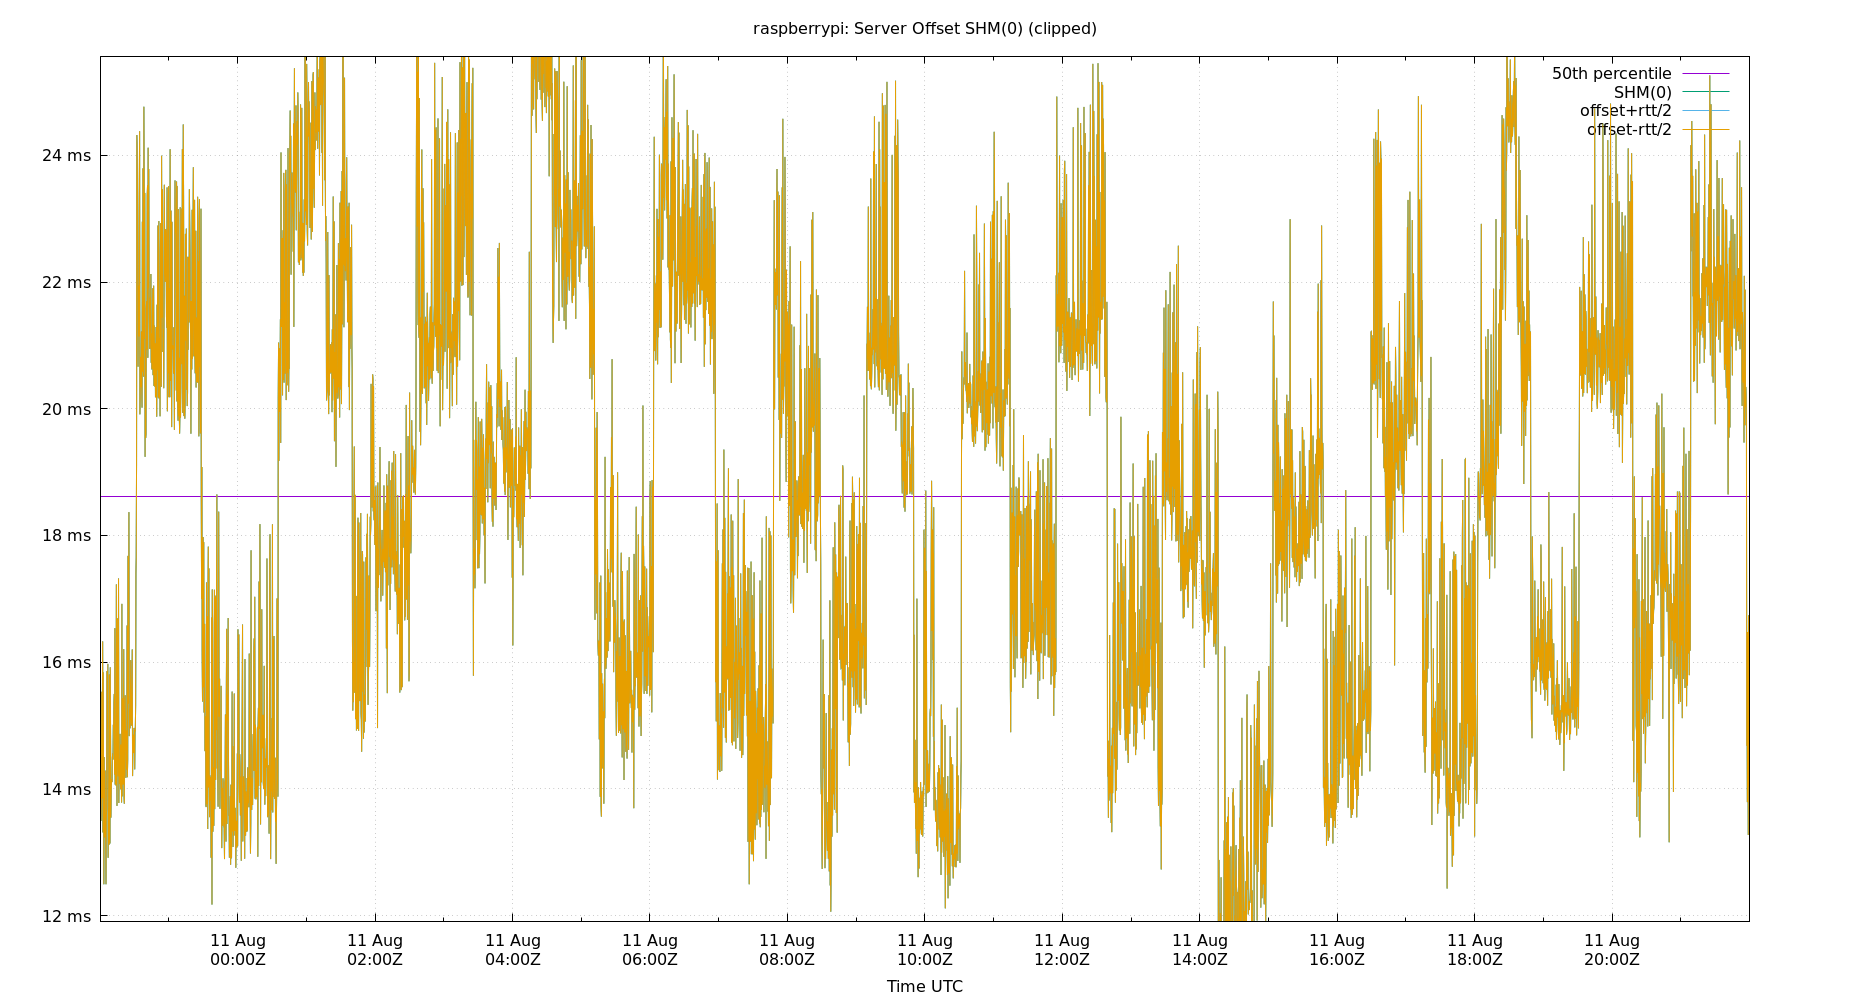 raspberrypi: Server Offset SHM(0) (clipped)
50th percentile
SHM(0)
offset+rtt/2
offset-rtt/2
24 ms
22 ms
20 ms
18 ms
16 ms
14 ms
12 ms
11 Aug 11 Aug 11 Aug 11 Aug 11 Aug 11 Aug 11 Aug 11 Aug 11 Aug 11 Aug 11 Aug
00:00Z 02:00Z 04:00Z 06:00Z 08:00Z 10:00Z 12:00Z 14:00Z 16:00Z 18:00Z 20:00Z
Time UTC